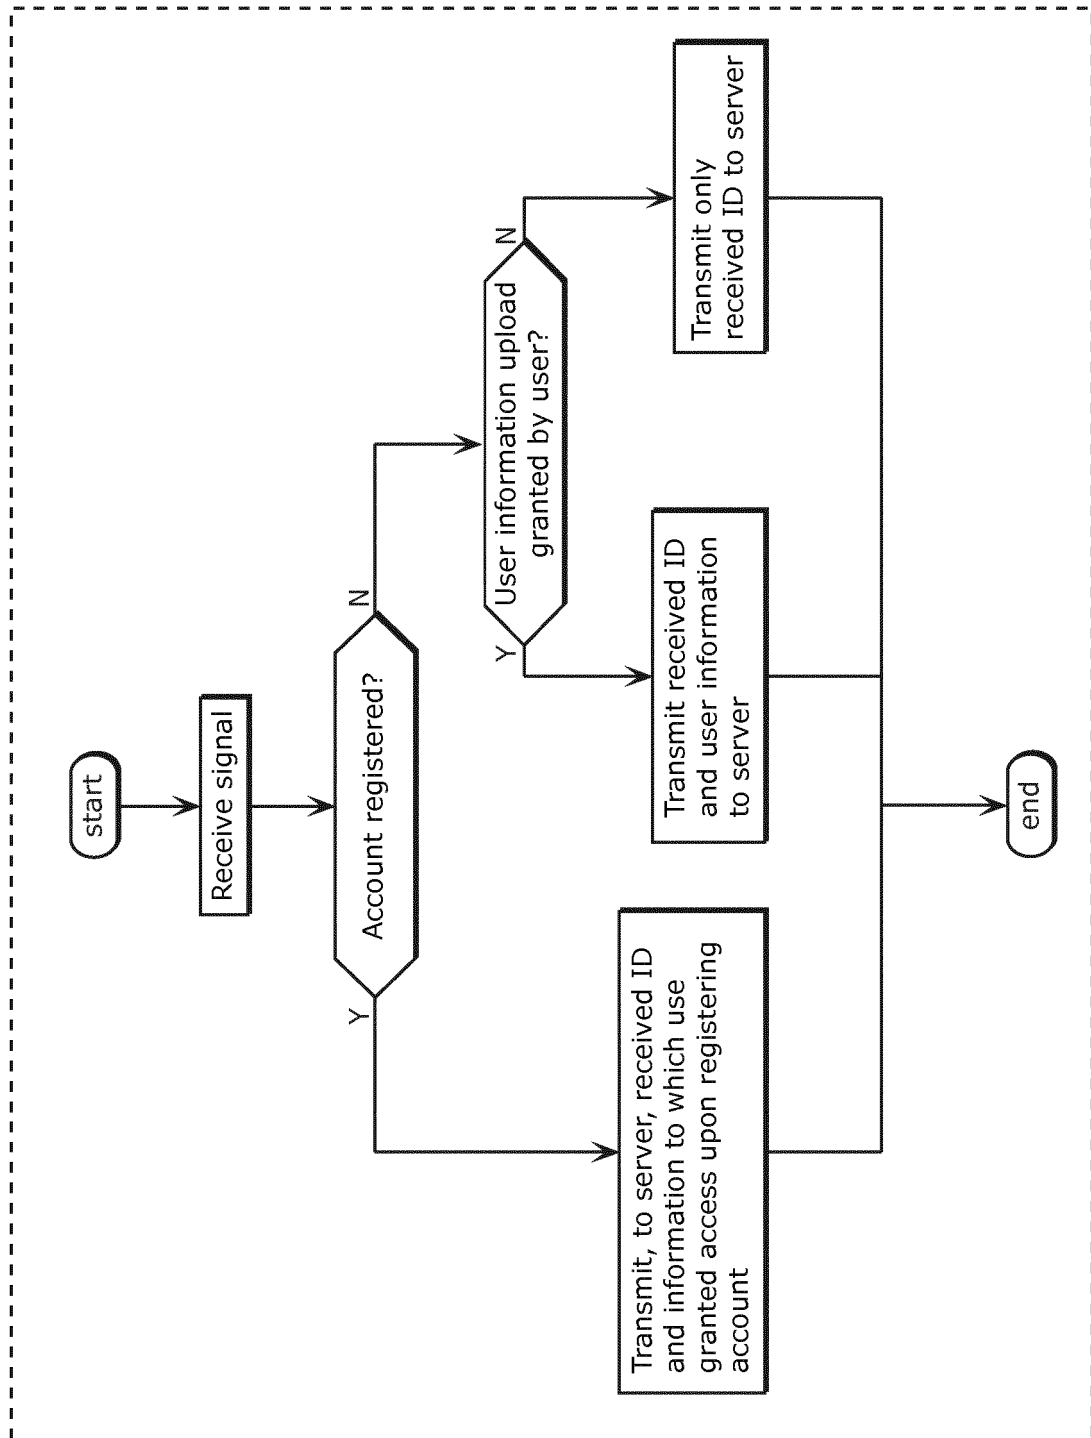 start
Receive signal
Account registered?
Y
N
User information upload
granted by user?
Y
N
Transmit, to server, received ID
and information to which use
granted access upon registering
account
Transmit received ID
and user information
to server
Transmit only
received ID to server
end